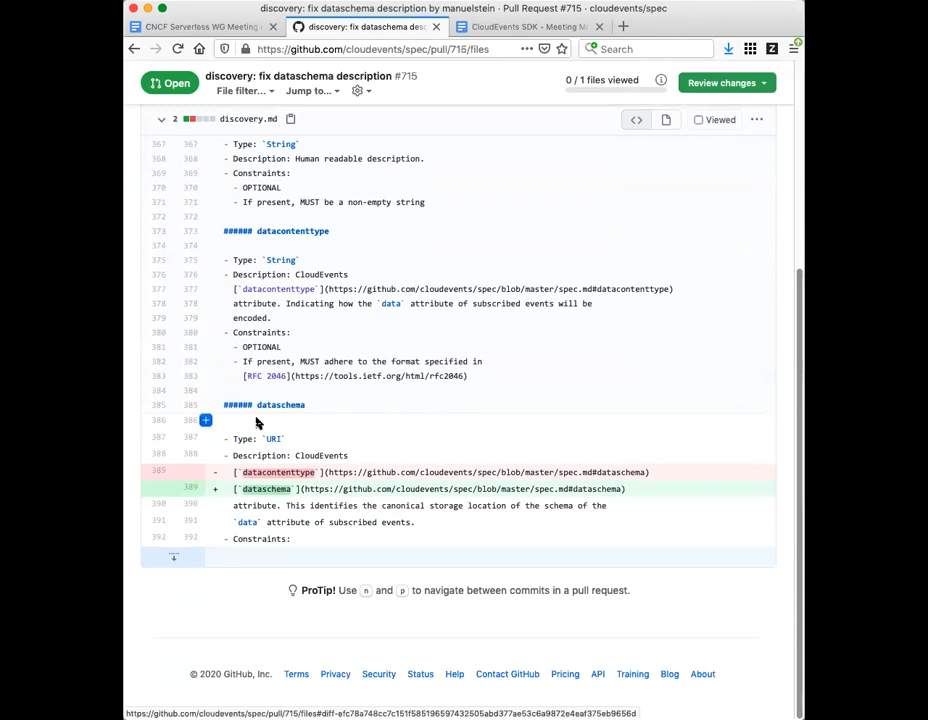 discovery: fix dataschema description by manuelstein · Pull Request #715 · cloudevents/spec
CNCF Serverless WG Meeting
discovery: fix dataschema desc
CloudEvents SDK - Meeting M
https://github.com/cloudevents/spec/pull/715/files
Search
Open
discovery: fix dataschema description #715
File filter... Jump to...
0 / 1 files viewed
Review changes
2 discovery.md
Viewed
367 367 - Type: `String`
368 368 - Description: Human readable description.
369 369 - Constraints:
370 370 - OPTIONAL
371 371 - If present, MUST be a non-empty string
372 372
373 373 ###### datacontenttype
374 374
375 375 - Type: `String`
376 376 - Description: CloudEvents
377 377 [`datacontenttype`](https://github.com/cloudevents/spec/blob/master/spec.md#datacontenttype)
378 378 attribute. Indicating how the `data` attribute of subscribed events will be
379 379 encoded.
380 380 - Constraints:
381 381 - OPTIONAL
382 382 - If present, MUST adhere to the format specified in
383 383 [RFC 2046](https://tools.ietf.org/html/rfc2046)
384 384
385 385 ###### dataschema
386 386
387 387 - Type: `URI`
388 388 - Description: CloudEvents
389 - [`datacontenttype`](https://github.com/cloudevents/spec/blob/master/spec.md#dataschema)
389 + [`dataschema`](https://github.com/cloudevents/spec/blob/master/spec.md#dataschema)
390 390 attribute. This identifies the canonical storage location of the schema of the
391 391 `data` attribute of subscribed events.
392 392 - Constraints:
ProTip! Use n and p to navigate between commits in a pull request.
© 2020 GitHub, Inc. Terms Privacy Security Status Help Contact GitHub Pricing API Training Blog About